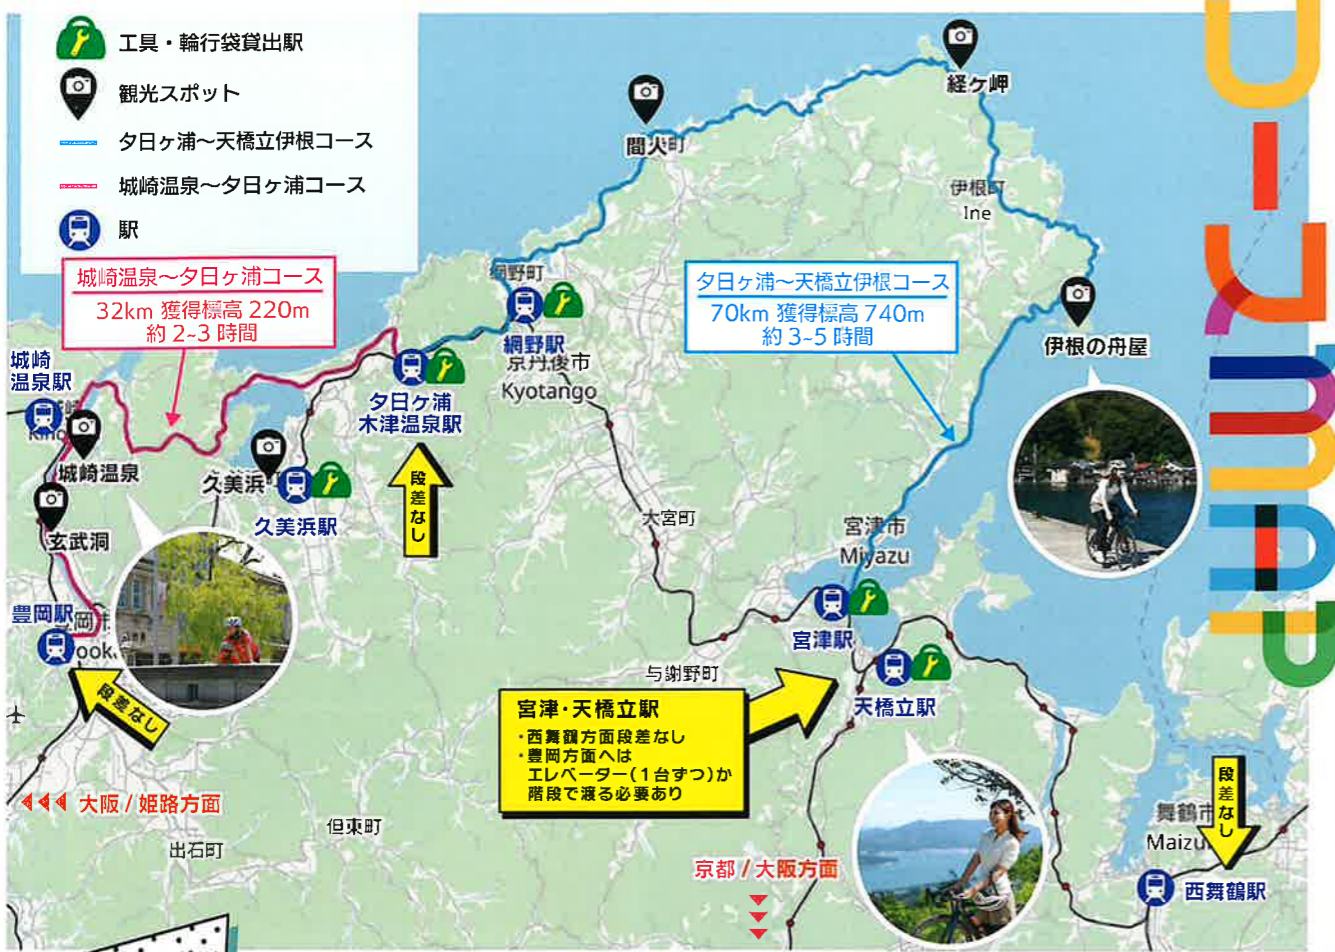 工具・輪行袋貸出駅
観光スポット
夕日ヶ浦〜天橋立伊根コース
城崎温泉〜夕日ヶ浦コース
駅
経ケ岬
間人町
伊根町
Ine
城崎温泉〜夕日ヶ浦コース
32km 獲得標高 220m
約 2~3 時間
夕日ヶ浦〜天橋立伊根コース
70km 獲得標高 740m
約 3~5 時間
網野町
網野駅
京丹後市
Kyotango
伊根の舟屋
城崎
温泉駅
夕日ヶ浦
木津温泉駅
城崎温泉
久美浜
久美浜駅
段差なし
玄武洞
大宮町
宮津市
Miyazu
豊岡駅
宮津駅
与謝野町
天橋立駅
段差なし
宮津・天橋立駅
・西舞鶴方面段差なし
・豊岡方面へは
エレベーター(1台ずつ)か
階段で渡る必要あり
大阪 / 姫路方面
但東町
出石町
京都 / 大阪方面
段差なし
舞鶴市
西舞鶴駅